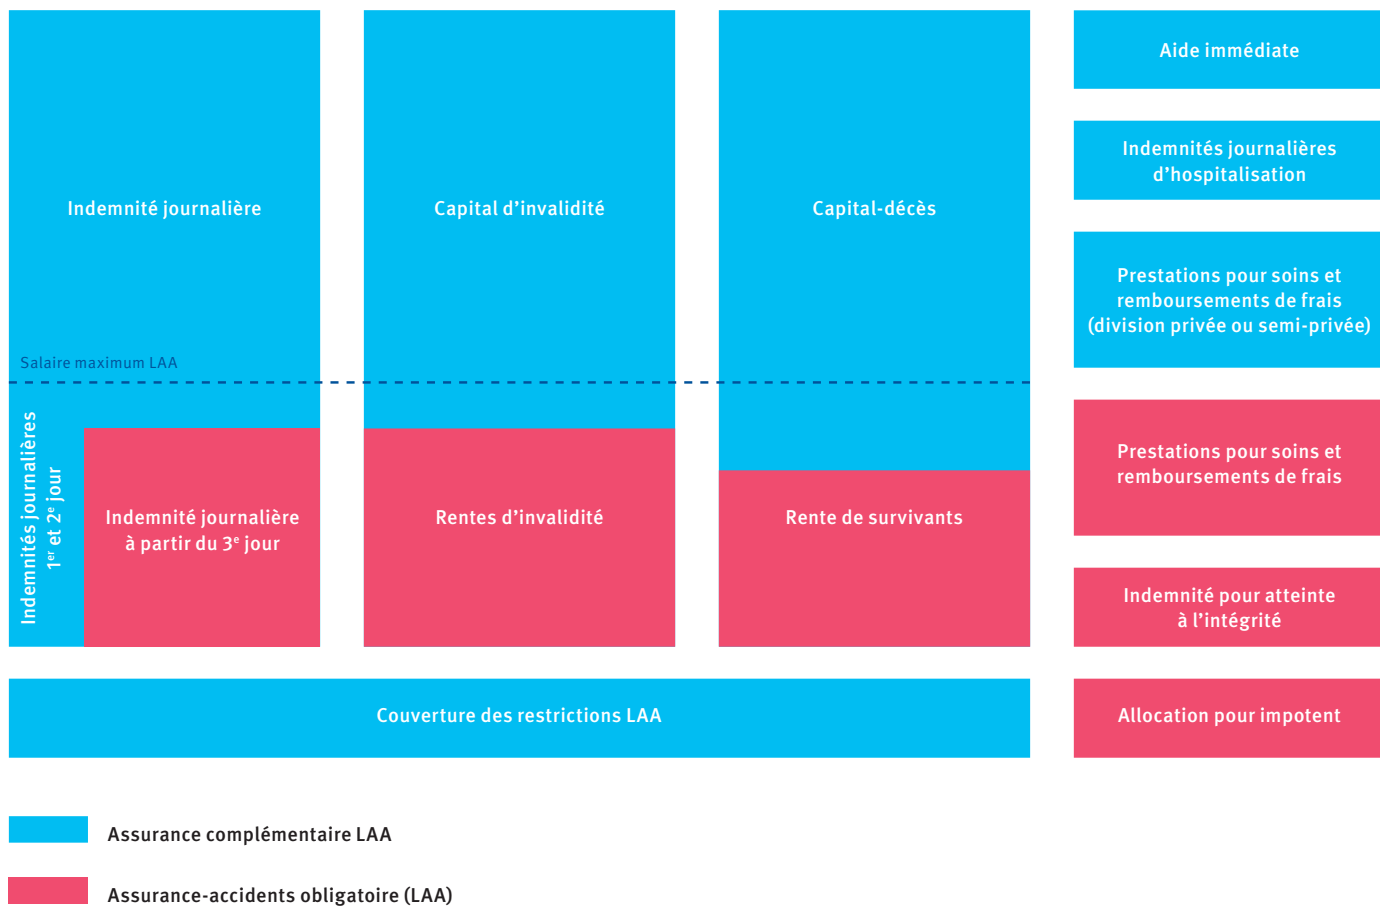 Indemnité journalière
Capital d’invalidité
Capital-décès
Salaire maximum LAA
Indemnités journalières
1er et 2e jour
Indemnité journalière
à partir du 3e jour
Rentes d’invalidité
Rente de survivants
Couverture des restrictions LAA
Aide immédiate
Indemnités journalières
d’hospitalisation
Prestations pour soins et
remboursements de frais
(division privée ou semi-privée)
Prestations pour soins et
remboursements de frais
Indemnité pour atteinte
à l’intégrité
Allocation pour impotent
Assurance complémentaire LAA
Assurance-accidents obligatoire (LAA)